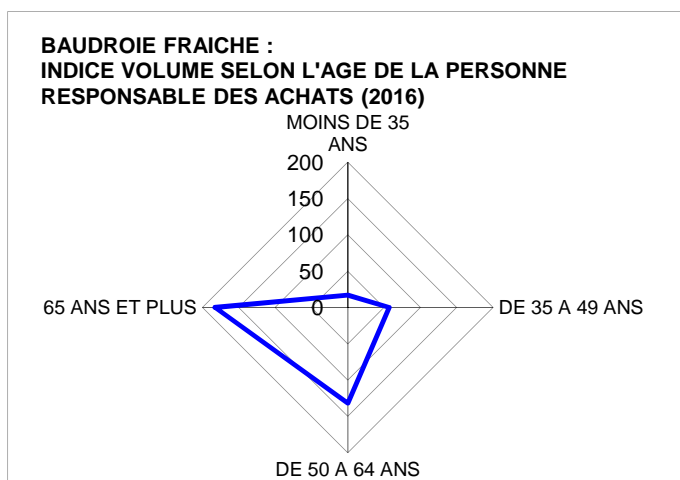 BAUDROIE FRAICHE :
INDICE VOLUME SELON L'AGE DE LA PERSONNE
RESPONSABLE DES ACHATS (2016)
MOINS DE 35
ANS
200
150
100
50
0
65 ANS ET PLUS
DE 35 A 49 ANS
DE 50 A 64 ANS